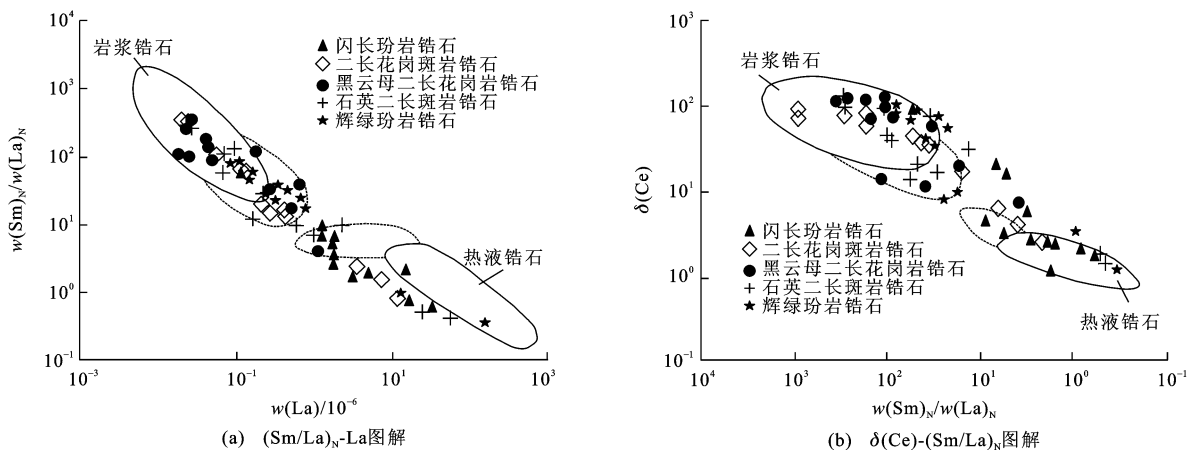 10⁴
10³
10²
10¹
10⁰
10⁻¹
w(Sm)N/w(La)N
岩浆锆石
闪长玢岩锆石
二长花岗斑岩锆石
黑云母二长花岗岩锆石
石英二长斑岩锆石
辉绿玢岩锆石
热液锆石
10⁻³
10⁻¹
10¹
10³
w(La)/10⁻⁶
(a) (Sm/La)N-La图解
10³
10²
10¹
10⁰
10⁻¹
δ(Ce)
岩浆锆石
闪长玢岩锆石
二长花岗斑岩锆石
黑云母二长花岗岩锆石
石英二长斑岩锆石
辉绿玢岩锆石
热液锆石
10⁴
10³
10²
10¹
10⁰
10⁻¹
w(Sm)N/w(La)N
(b) δ(Ce)-(Sm/La)N图解